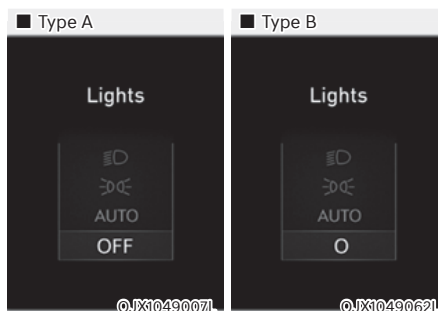 ■ Type A
Lights
AUTO
OFF
OJX1049007L
■ Type B
Lights
AUTO
O
OJX1049062L